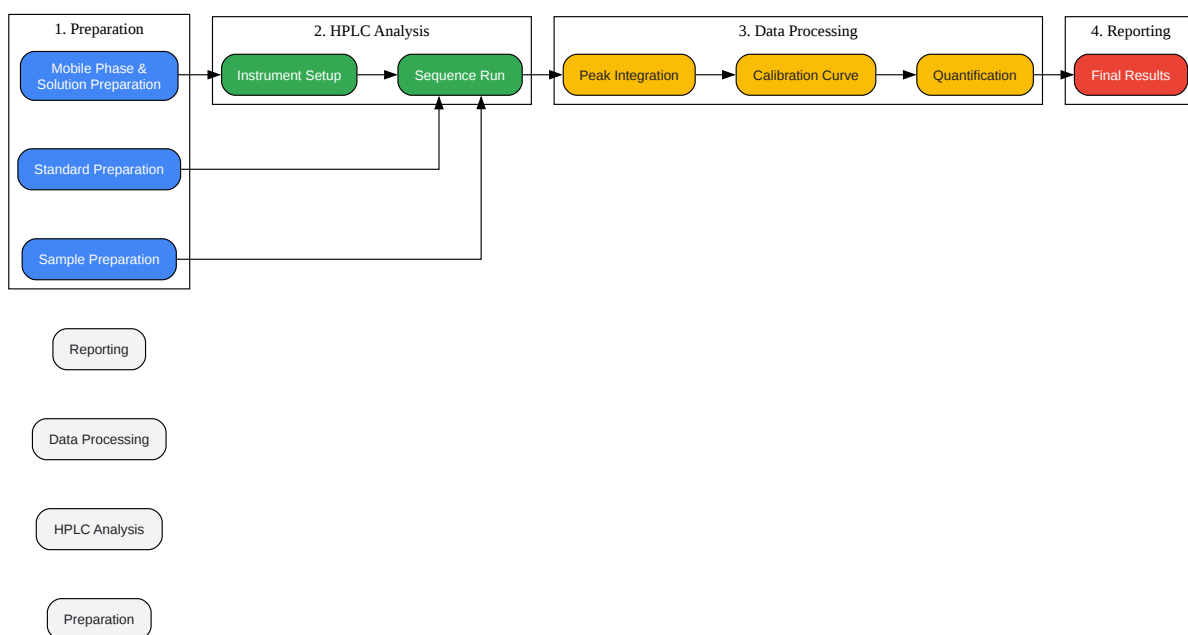 1. Preparation
Mobile Phase &
Solution Preparation
Standard Preparation
Sample Preparation
2. HPLC Analysis
Instrument Setup
Sequence Run
3. Data Processing
Peak Integration
Calibration Curve
Quantification
4. Reporting
Final Results
Reporting
Data Processing
HPLC Analysis
Preparation